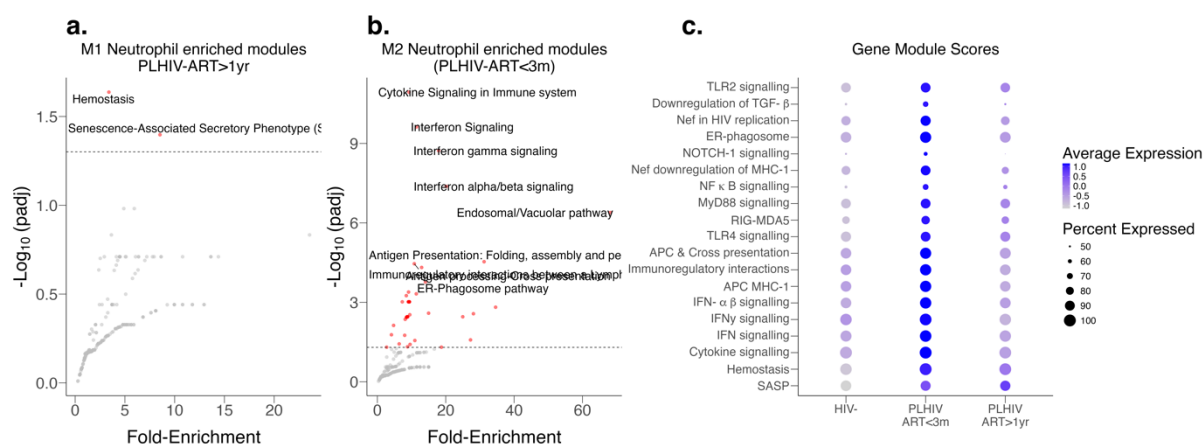 a.
M1 Neutrophil enriched modules
PLHIV-ART>1yr
Hemostasis
Senescence-Associated Secretory Phenotype (S
1.5
1.0
0.5
0.0
-Log10 (padj)
0 5 10 15 20
Fold-Enrichment
b.
M2 Neutrophil enriched modules
(PLHIV-ART<3m)
Cytokine Signaling in Immune system
Interferon Signaling
Interferon gamma signaling
Interferon alpha/beta signaling
Endosomal/Vacuolar pathway
Antigen Presentation: Folding, assembly and pe
Immunoregulatory interactions between a Lymph
Antigen processing-Cross presentation
ER-Phagosome pathway
9
6
3
0
-Log10 (padj)
0 20 40 60
Fold-Enrichment
c.
Gene Module Scores
TLR2 signalling
Downregulation of TGF- β
Nef in HIV replication
ER-phagosome
NOTCH-1 signalling
Nef downregulation of MHC-1
NF κ B signalling
MyD88 signalling
RIG-MDA5
TLR4 signalling
APC & Cross presentation
Immunoregulatory interactions
APC MHC-1
IFN- α β signalling
IFNγ signalling
IFN signalling
Cytokine signalling
Hemostasis
SASP
HIV-
PLHIV
ART<3m
PLHIV
ART>1yr
Average Expression
1.0
0.5
0.0
-0.5
-1.0
Percent Expressed
50
60
70
80
90
100